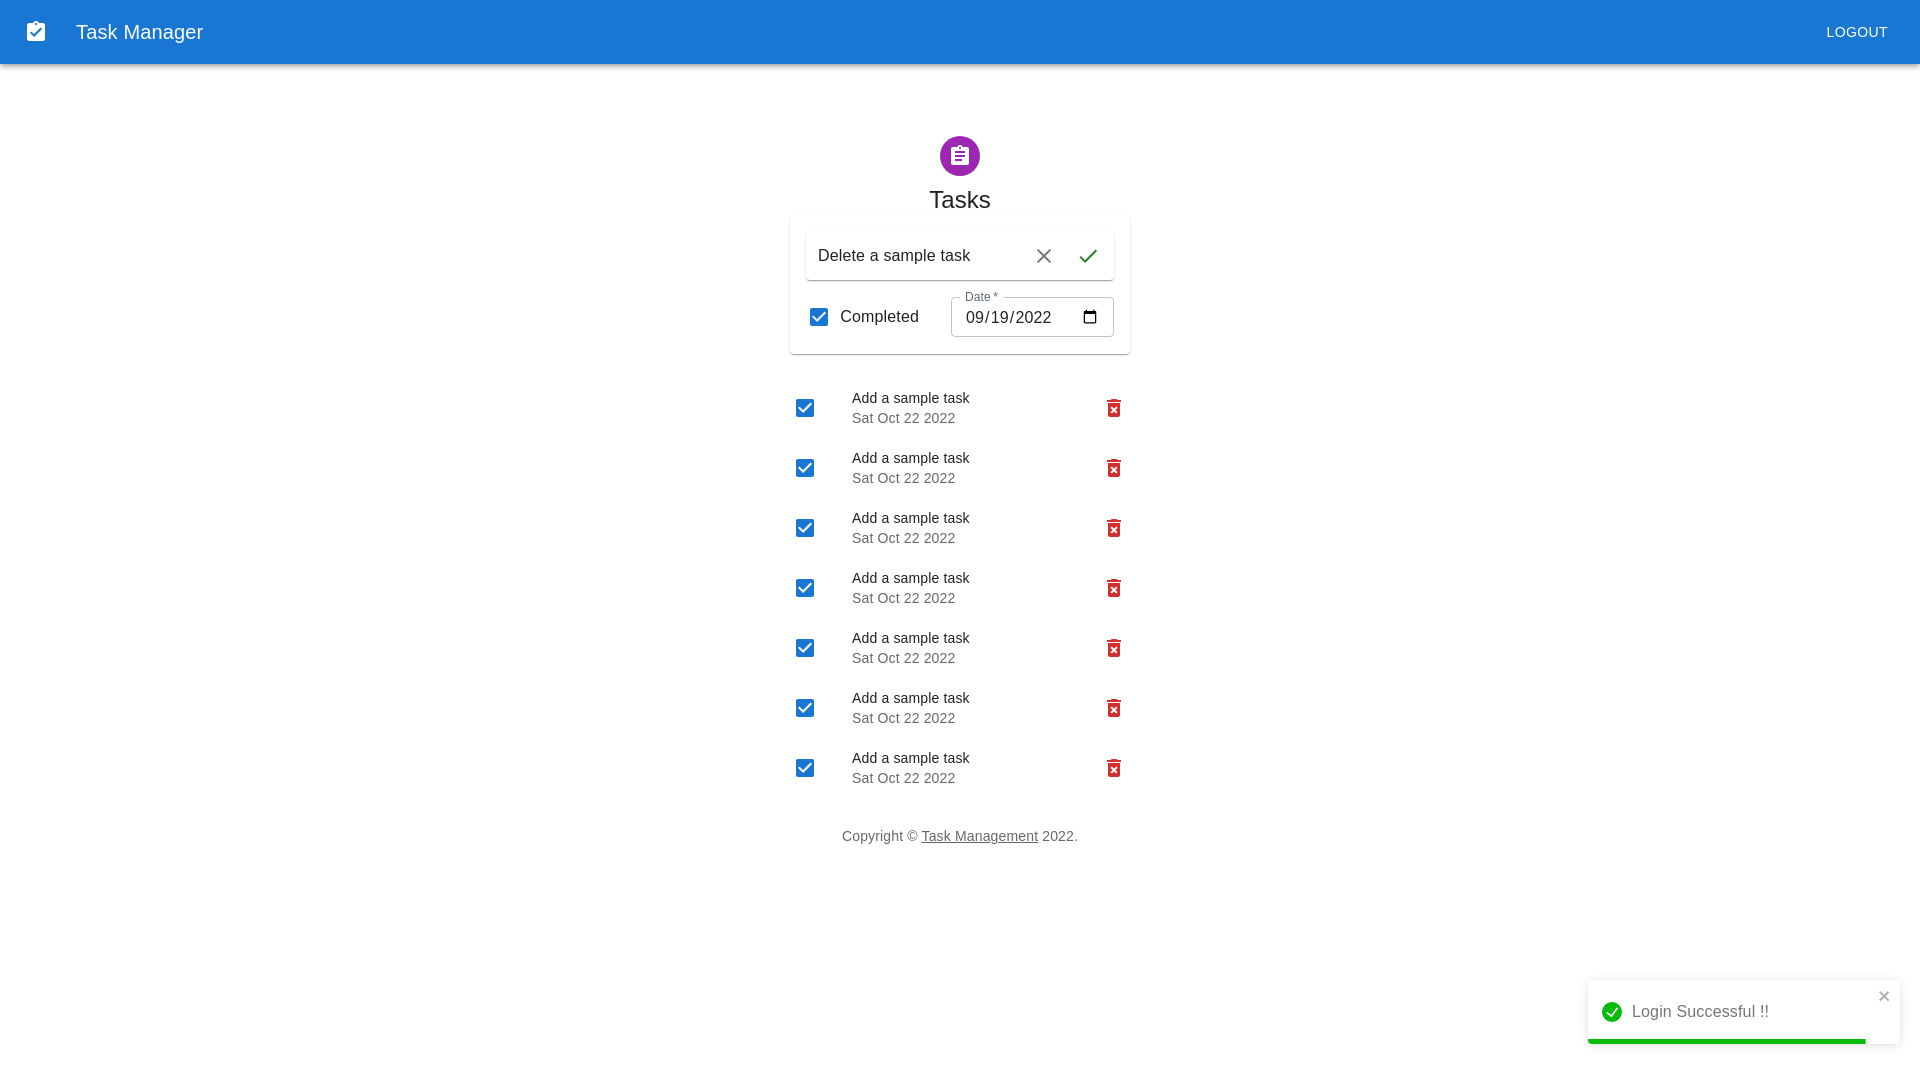 Task Manager
LOGOUT
Tasks
Delete a sample task
Date *
Completed
09/19/2022
Add a sample task
Sat Oct 22 2022
Add a sample task
Sat Oct 22 2022
Add a sample task
Sat Oct 22 2022
Add a sample task
Sat Oct 22 2022
Add a sample task
Sat Oct 22 2022
Add a sample task
Sat Oct 22 2022
Add a sample task
Sat Oct 22 2022
Copyright © Task Management 2022.
Login Successful !!